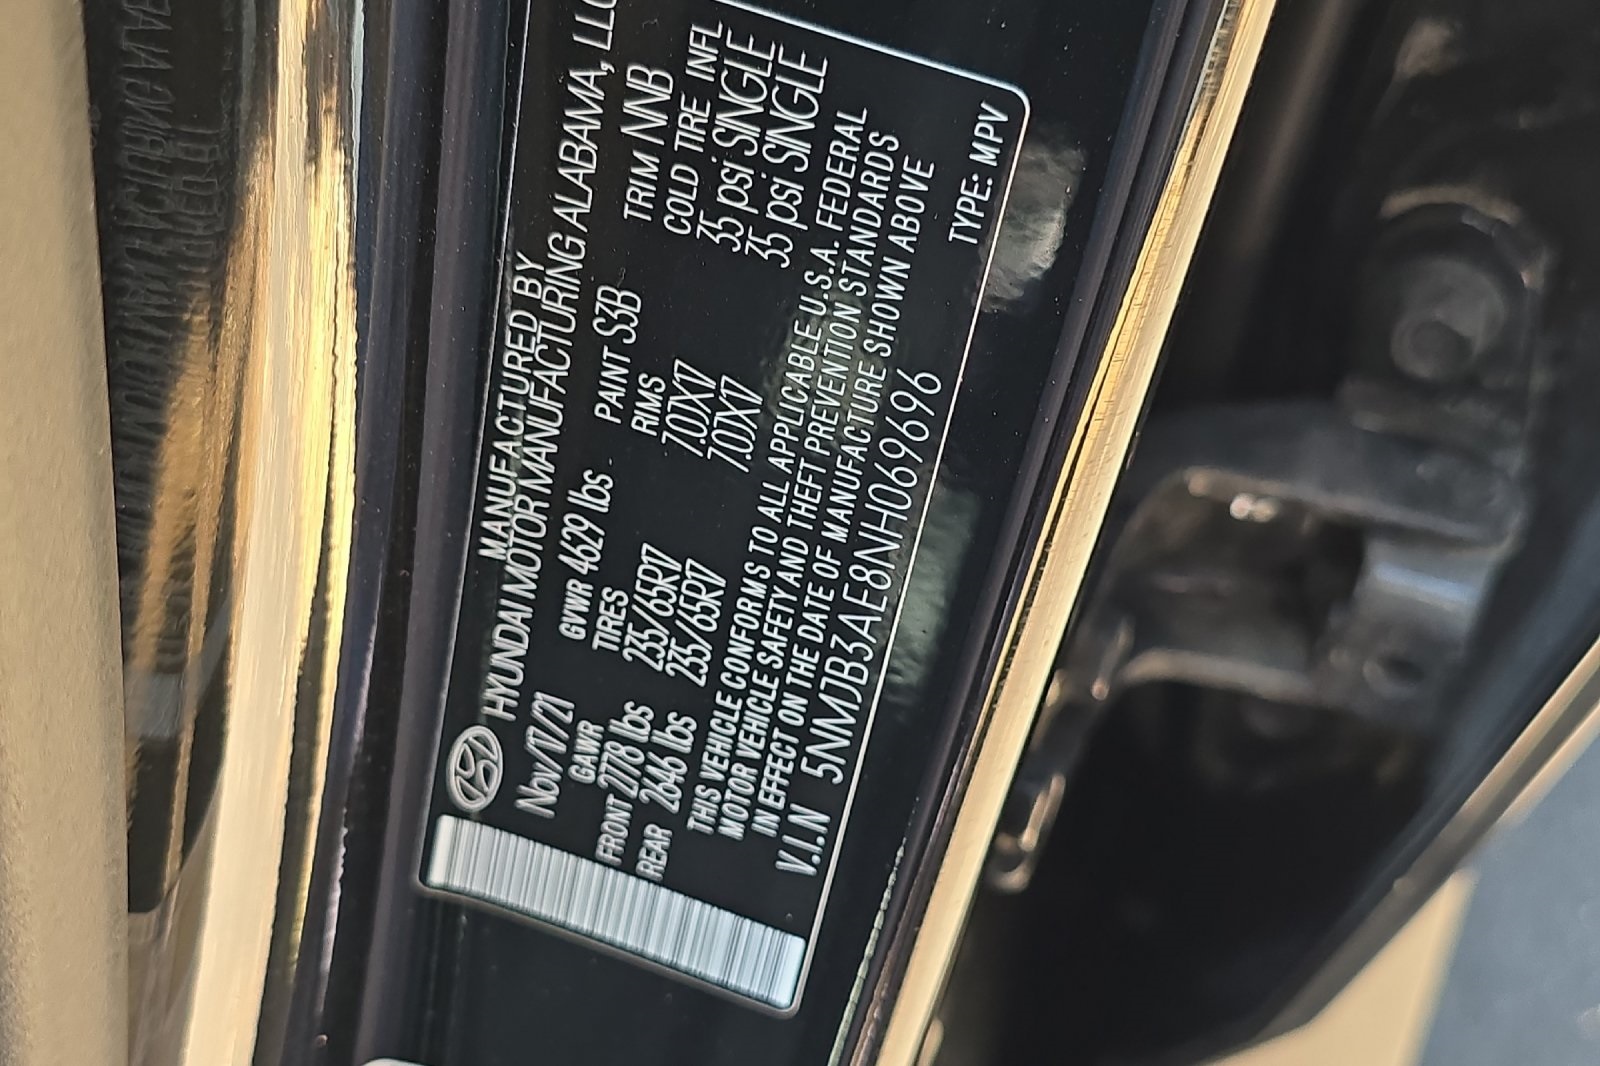 MANUFACTURED BY
HYUNDAI MOTOR MANUFACTURING ALABAMA, LLC
Nov/17/21 GVWR 4629 lbs PAINT S3B TRIM NNB
GAWR TIRES RIMS COLD TIRE INFL
FRONT 2778 lbs 235/65R17 7.0JX17 35 psi SINGLE
REAR 2646 lbs 235/65R17 7.0JX17 35 psi SINGLE
THIS VEHICLE CONFORMS TO ALL APPLICABLE U.S.A. FEDERAL
MOTOR VEHICLE SAFETY AND THEFT PREVENTION STANDARDS
IN EFFECT ON THE DATE OF MANUFACTURE SHOWN ABOVE
V.I.N 5NMJB3AE8NH069696 TYPE: MPV